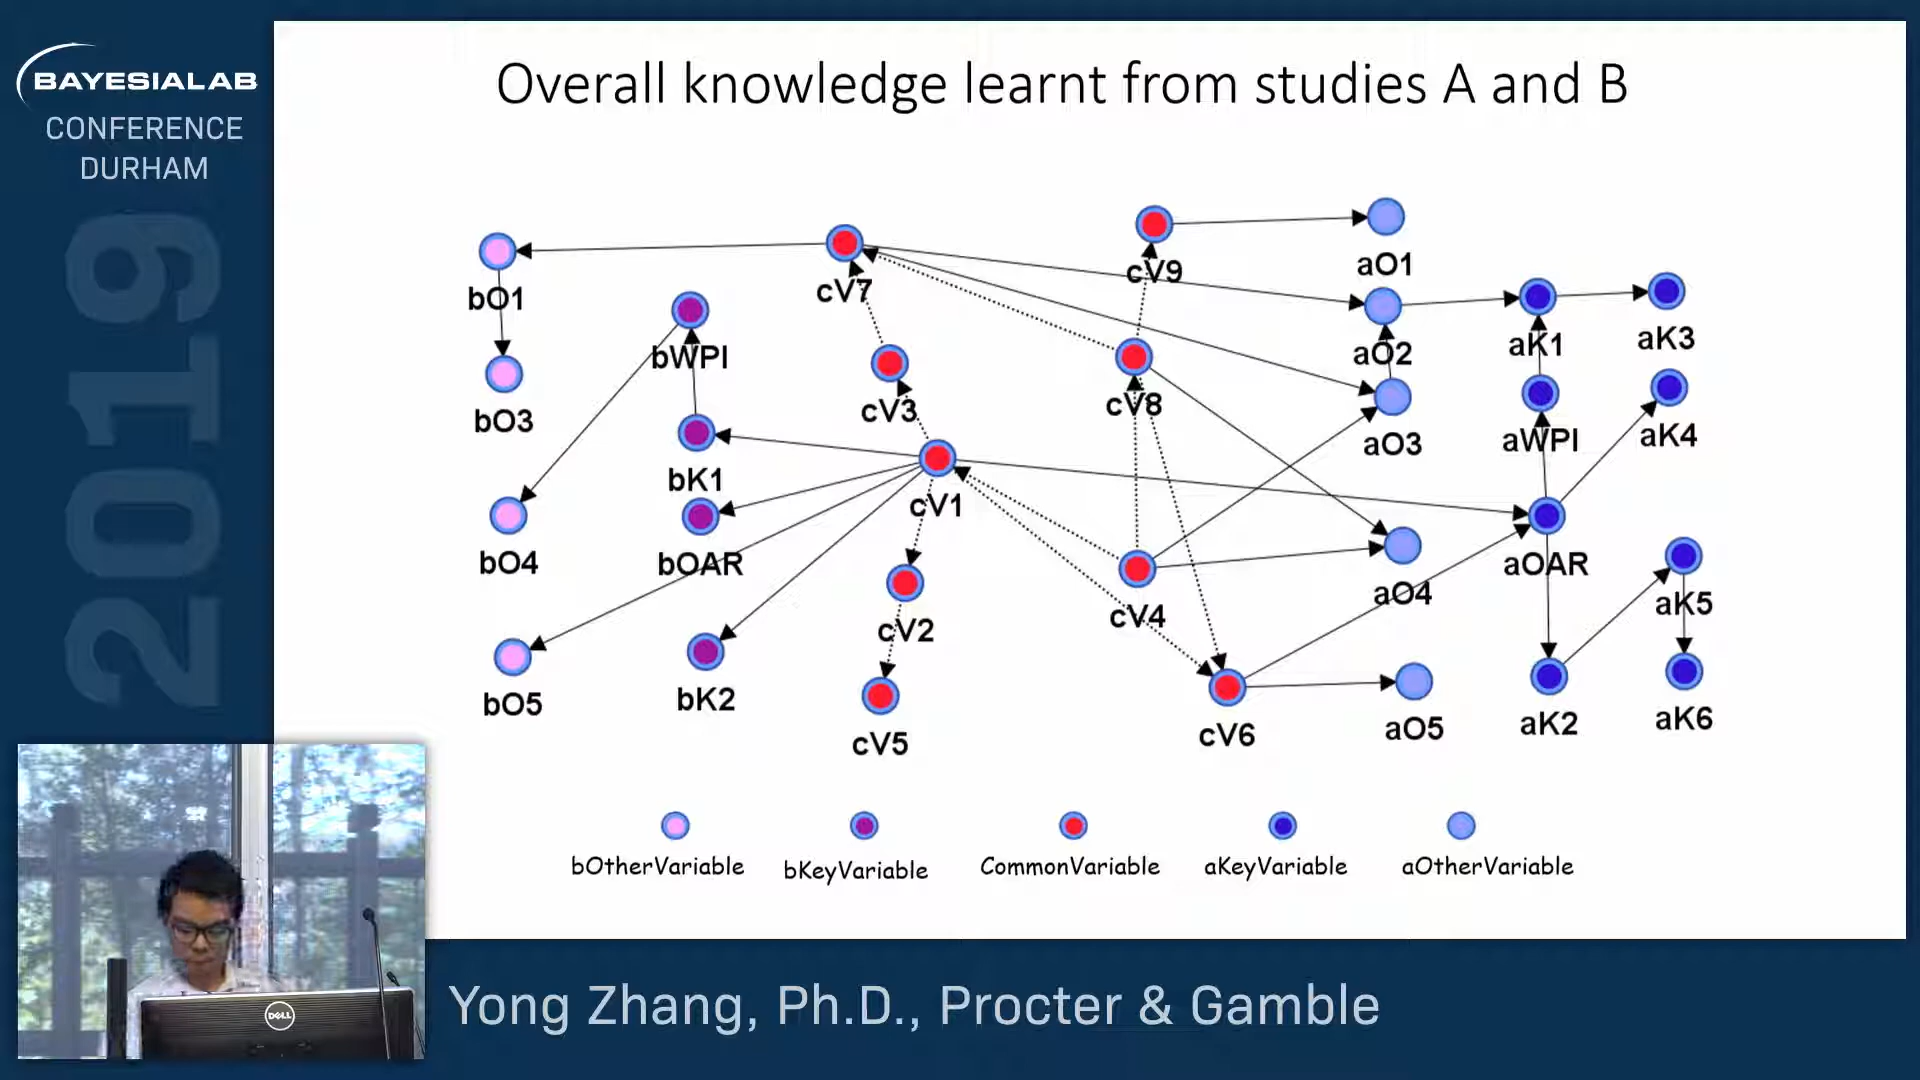 BAYESIALAB
CONFERENCE
DURHAM
2019
Overall knowledge learnt from studies A and B
cV9
aO1
bO1
cV7
aO2
aK1
aK3
bWPI
bO3
cV3
cV8
aO3
aWPI
aK4
bK1
cV1
bO4
bOAR
cV2
cV4
aO4
aOAR
aK5
bO5
bK2
cV5
cV6
aO5
aK2
aK6
bOtherVariable
bKeyVariable
CommonVariable
aKeyVariable
aOtherVariable
DELL
Yong Zhang, Ph.D., Procter & Gamble